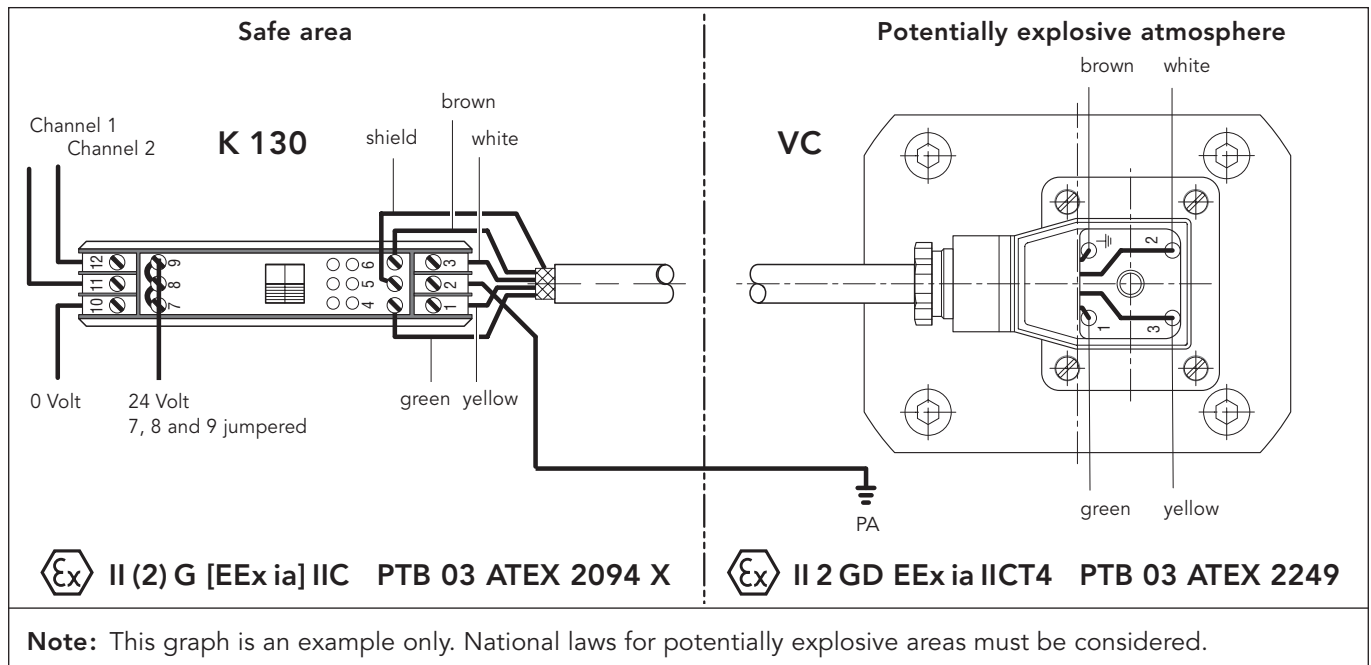 Safe area
Potentially explosive atmosphere
brown white
brown
Channel 1
Channel 2
K 130
shield
white
VC
12
11
10
9
8
7
6
5
4
3
2
1
2
1
3
0 Volt
24 Volt
7, 8 and 9 jumpered
green yellow
green yellow
PA
Ex II (2) G [EEx ia] IIC PTB 03 ATEX 2094 X
Ex II 2 GD EEx ia IICT4 PTB 03 ATEX 2249
Note: This graph is an example only. National laws for potentially explosive areas must be considered.